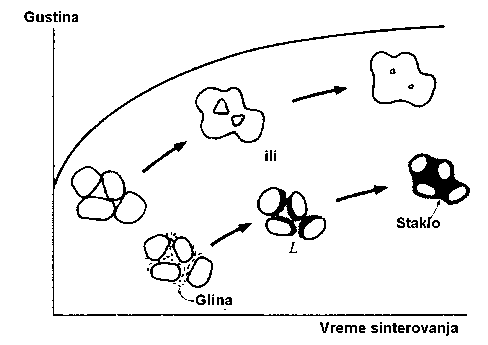 Gustina
ili
L
Staklo
Glina
Vreme sinterovanja